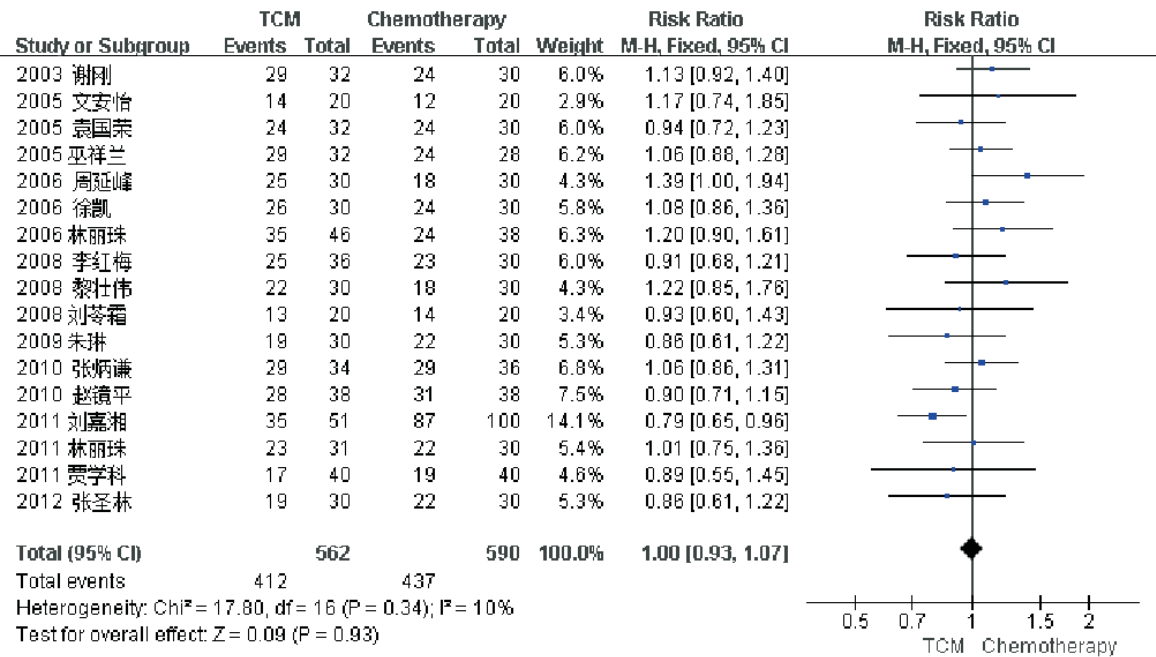 TCM Chemotherapy Risk Ratio Risk Ratio
Study or Subgroup Events Total Events Total Weight M-H, Fixed, 95% CI M-H, Fixed, 95% CI
2003 谢刚 29 32 24 30 6.0% 1.13 [0.92, 1.40]
2005 文安怡 14 20 12 20 2.9% 1.17 [0.74, 1.85]
2005 袁国荣 24 32 24 30 6.0% 0.94 [0.72, 1.23]
2005 巫祥兰 29 32 24 28 6.2% 1.06 [0.88, 1.28]
2006 周延峰 25 30 18 30 4.3% 1.39 [1.00, 1.94]
2006 徐凯 26 30 24 30 5.8% 1.08 [0.86, 1.36]
2006 林丽珠 35 46 24 38 6.3% 1.20 [0.90, 1.61]
2008 李红梅 25 36 23 30 6.0% 0.91 [0.68, 1.21]
2008 黎壮伟 22 30 18 30 4.3% 1.22 [0.85, 1.76]
2008 刘苓霜 13 20 14 20 3.4% 0.93 [0.60, 1.43]
2009 朱琳 19 30 22 30 5.3% 0.86 [0.61, 1.22]
2010 张炳谦 29 34 29 36 6.8% 1.06 [0.86, 1.31]
2010 赵镜平 28 38 31 38 7.5% 0.90 [0.71, 1.15]
2011 刘嘉湘 35 51 87 100 14.1% 0.79 [0.65, 0.96]
2011 林丽珠 23 31 22 30 5.4% 1.01 [0.75, 1.36]
2011 贾学科 17 40 19 40 4.6% 0.89 [0.55, 1.45]
2012 张圣林 19 30 22 30 5.3% 0.86 [0.61, 1.22]
Total (95% CI) 562 590 100.0% 1.00 [0.93, 1.07]
Total events 412 437
Heterogeneity: Chi² = 17.80, df = 16 (P = 0.34); I² = 10%
Test for overall effect: Z = 0.09 (P = 0.93)
0.5 0.7 1 1.5 2
TCM Chemotherapy